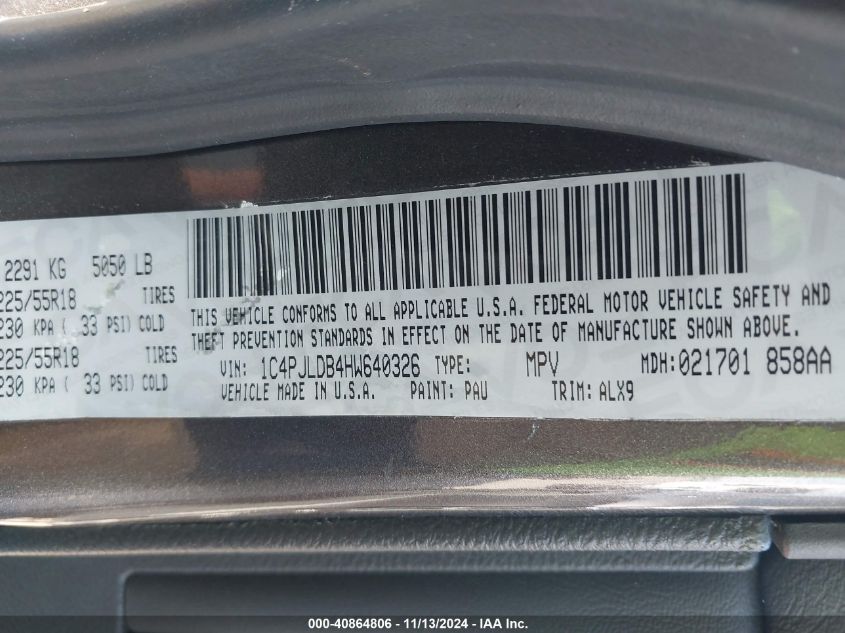 2291 KG 5050 LB
225/55R18 TIRES
230 KPA ( 33 PSI) COLD
225/55R18 TIRES
230 KPA ( 33 PSI) COLD
THIS VEHICLE CONFORMS TO ALL APPLICABLE U.S.A. FEDERAL MOTOR VEHICLE SAFETY AND
THEFT PREVENTION STANDARDS IN EFFECT ON THE DATE OF MANUFACTURE SHOWN ABOVE.
VIN: 1C4PJLDB4HW640326 TYPE: MPV MDH:021701 858AA
VEHICLE MADE IN U.S.A. PAINT: PAU TRIM: ALX9
000-40864806 - 11/13/2024 - IAA Inc.